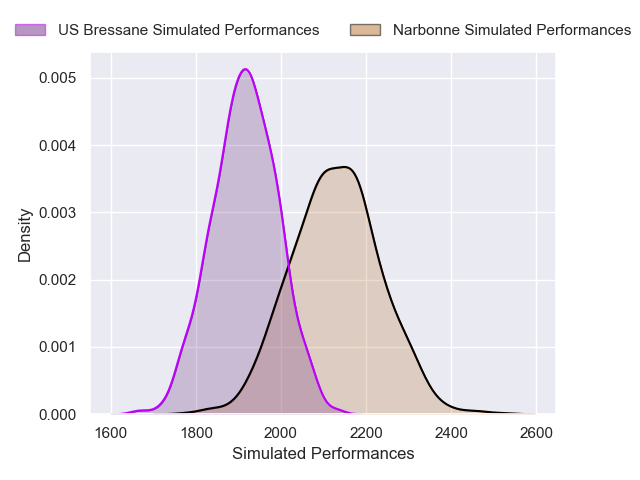 US Bressane Simulated Performances Narbonne Simulated Performances
0.005
0.004
0.003
0.002
0.001
0.000
Density
1600 1800 2000 2200 2400 2600
Simulated Performances